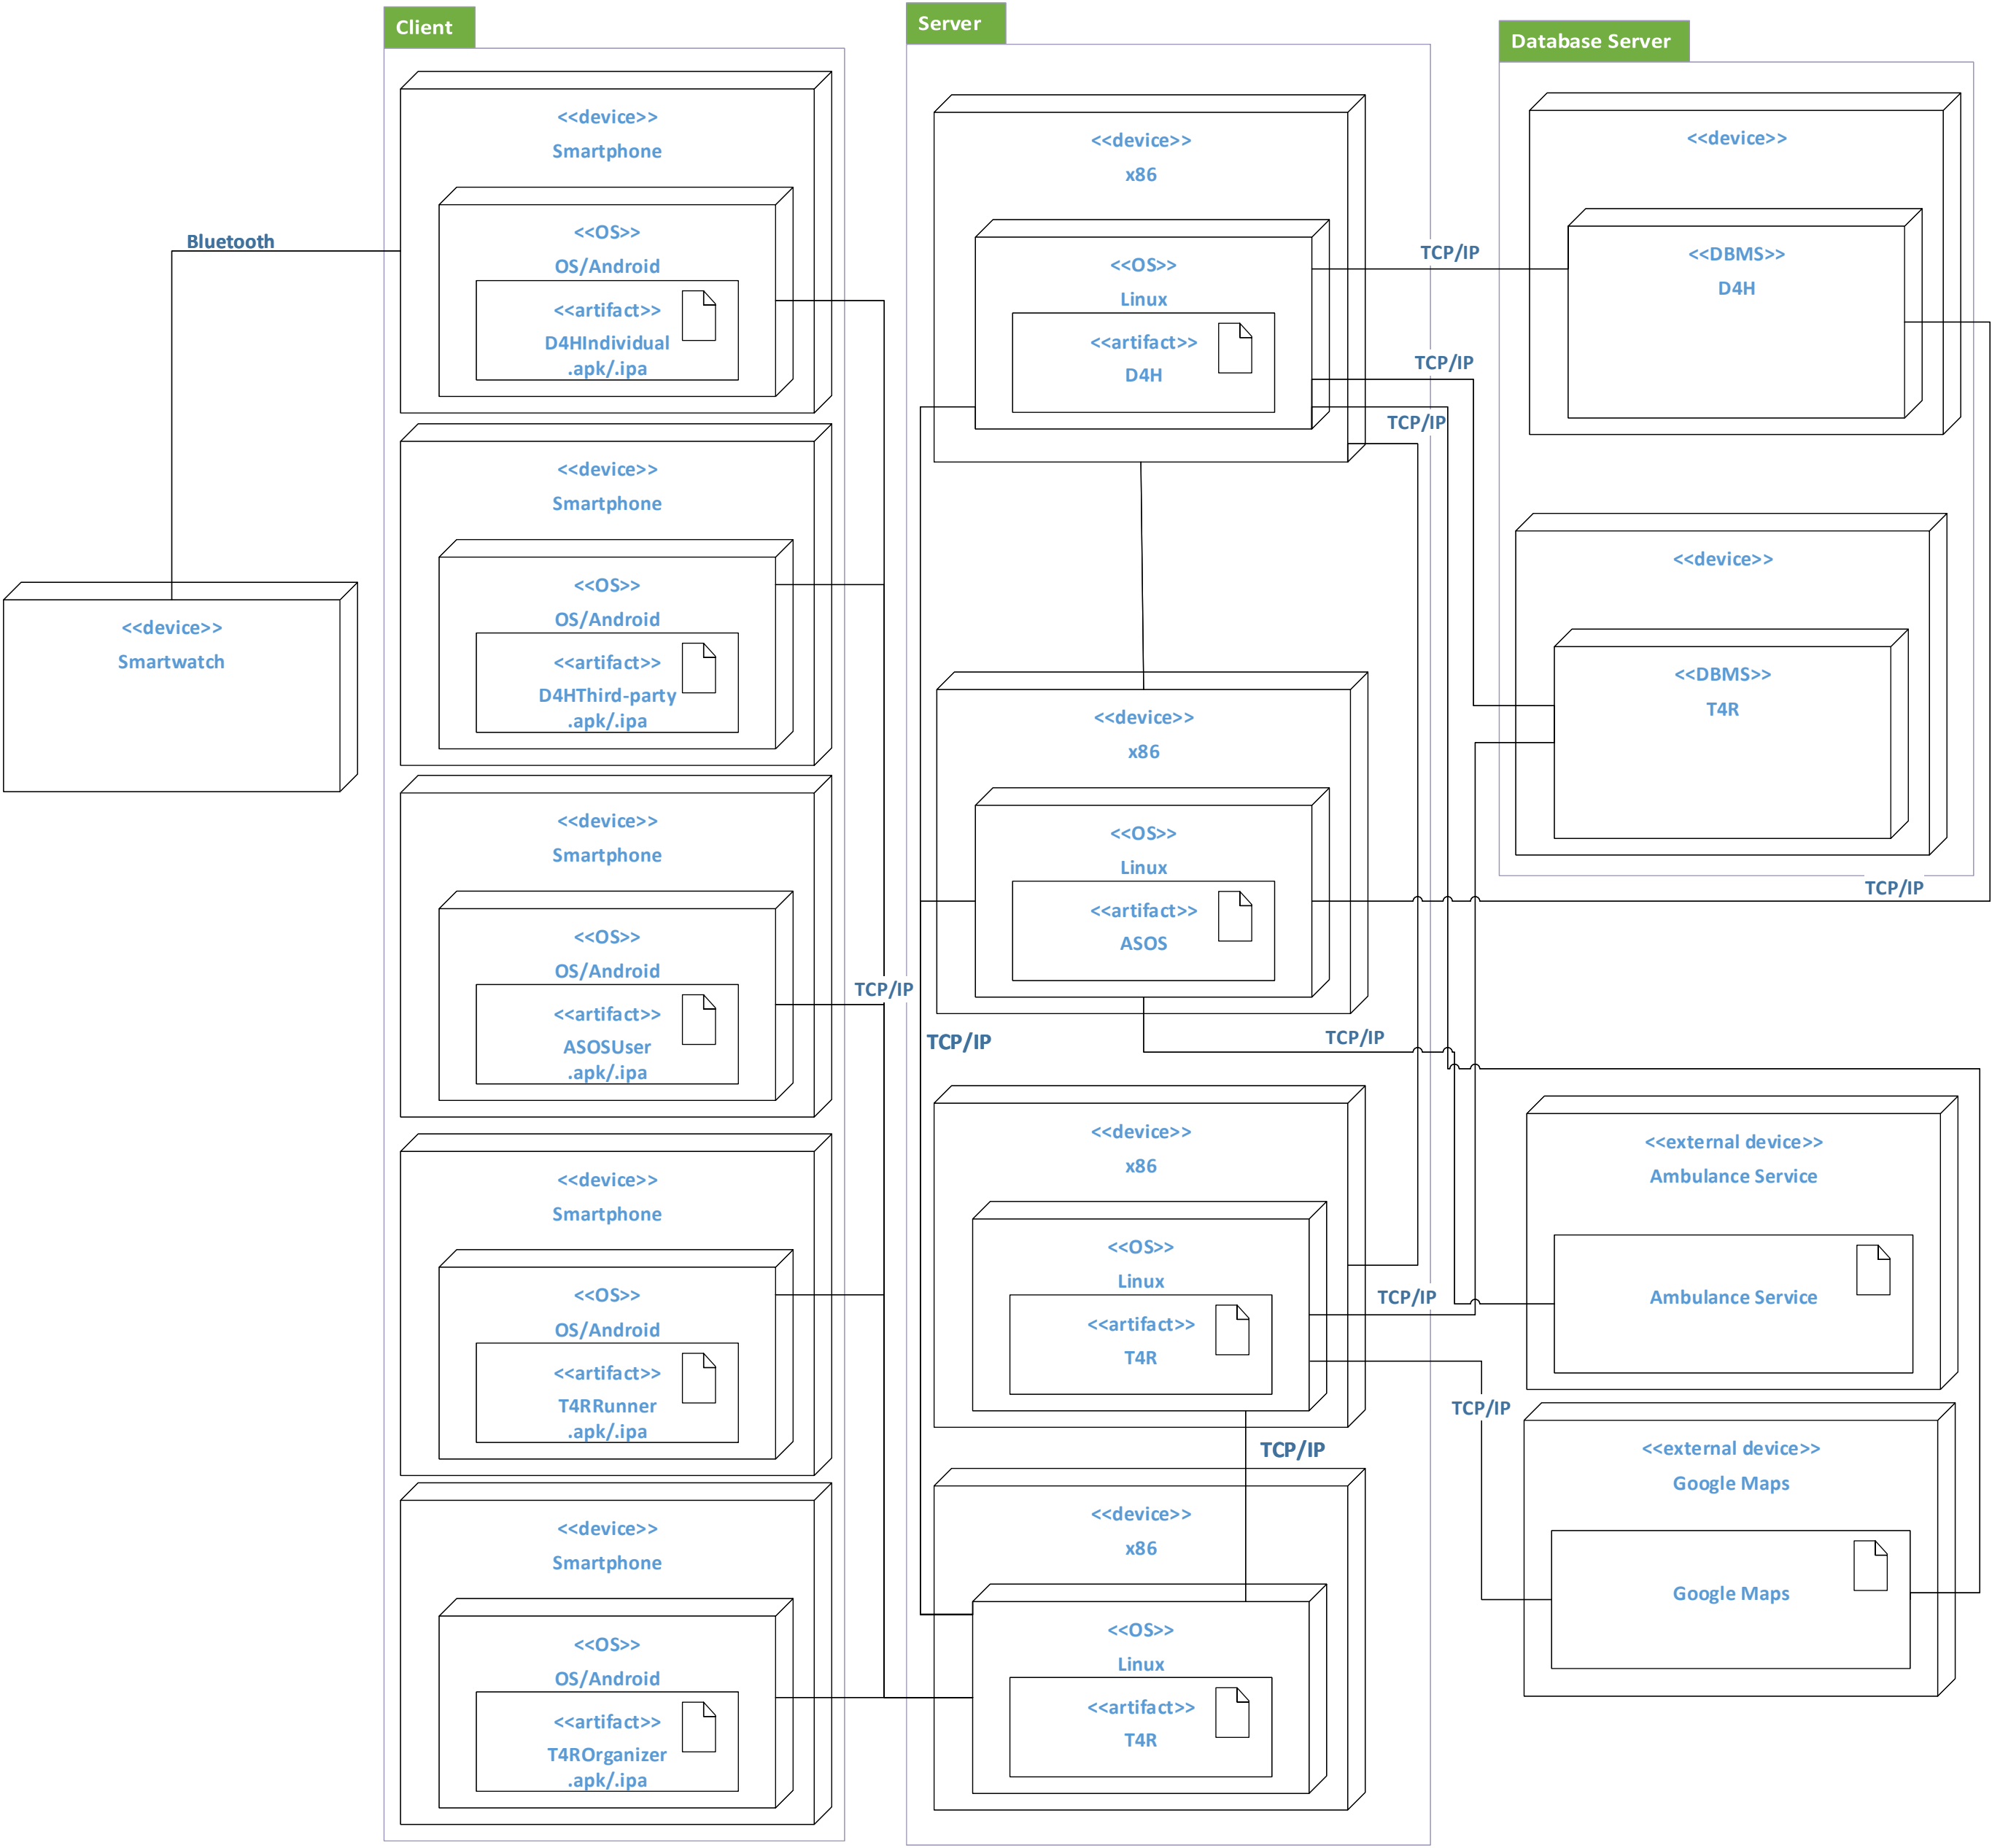 Client
<<device>>
Smartphone
<<OS>>
OS/Android
<<artifact>>
D4HIndividual
.apk/.ipa
<<device>>
Smartphone
<<OS>>
OS/Android
<<artifact>>
D4HThird-party
.apk/.ipa
<<device>>
Smartphone
<<OS>>
OS/Android
<<artifact>>
ASOSUser
.apk/.ipa
<<device>>
Smartphone
<<OS>>
OS/Android
<<artifact>>
T4RRunner
.apk/.ipa
<<device>>
Smartphone
<<OS>>
OS/Android
<<artifact>>
T4ROrganizer
.apk/.ipa
Bluetooth
<<device>>
Smartwatch
TCP/IP
Server
<<device>>
x86
<<OS>>
Linux
<<artifact>>
D4H
<<device>>
x86
<<OS>>
Linux
<<artifact>>
ASOS
TCP/IP
<<device>>
x86
<<OS>>
Linux
<<artifact>>
T4R
TCP/IP
<<device>>
x86
<<OS>>
Linux
<<artifact>>
T4R
TCP/IP
TCP/IP
TCP/IP
TCP/IP
TCP/IP
TCP/IP
Database Server
<<device>>
<<DBMS>>
D4H
<<device>>
<<DBMS>>
T4R
TCP/IP
<<external device>>
Ambulance Service
Ambulance Service
<<external device>>
Google Maps
Google Maps